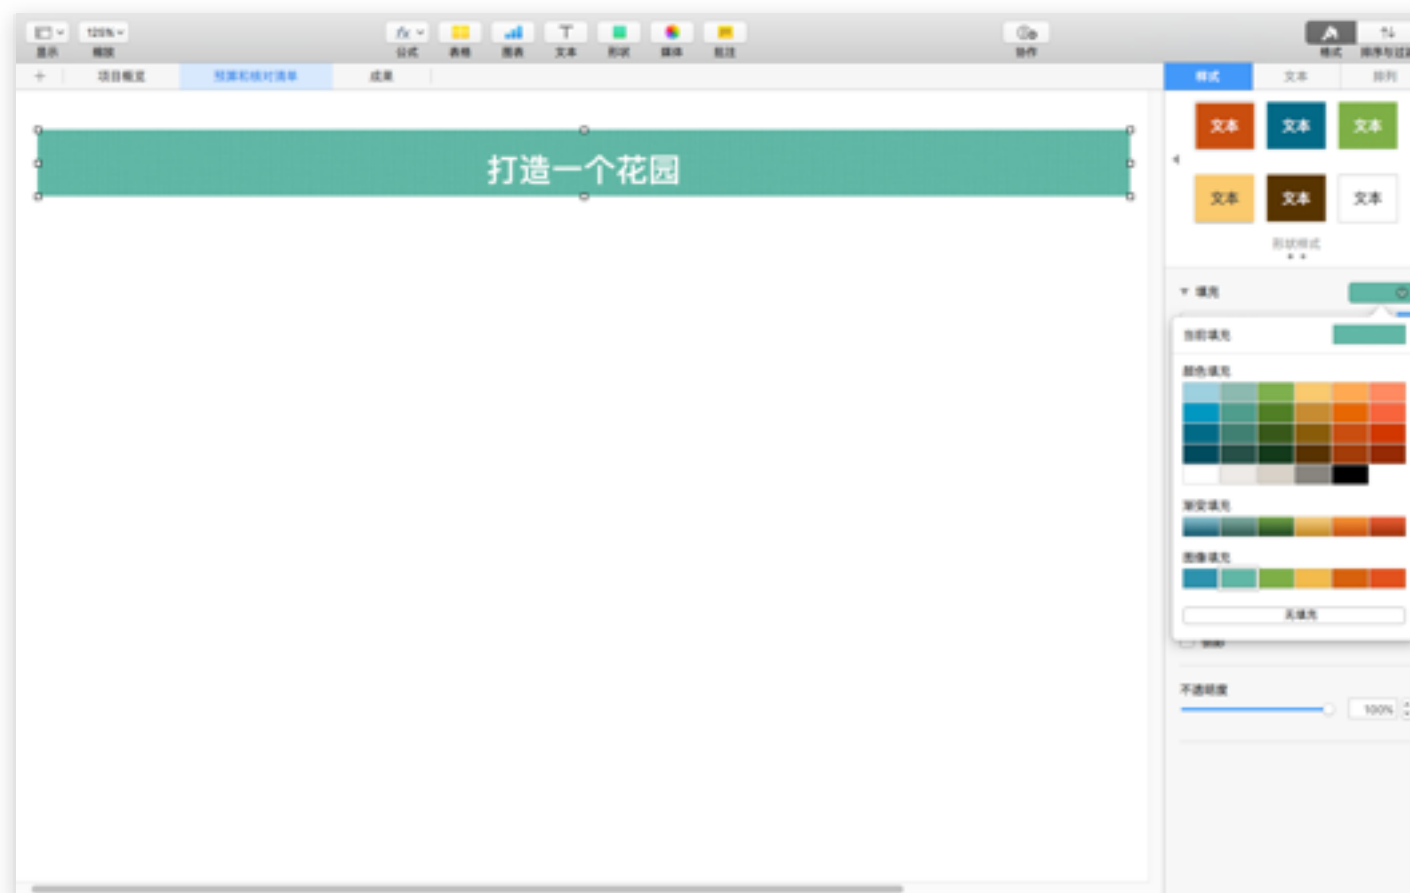 125%
显示
缩放
公式
表格
图表
文本
形状
媒体
批注
协作
格式
排序与过滤
项目概览
预算和核对清单
成果
样式
文本
排列
打造一个花园
文本
文本
文本
文本
文本
文本
形状样式
填充
当前填充
颜色填充
渐变填充
图像填充
无填充
不透明度
100%